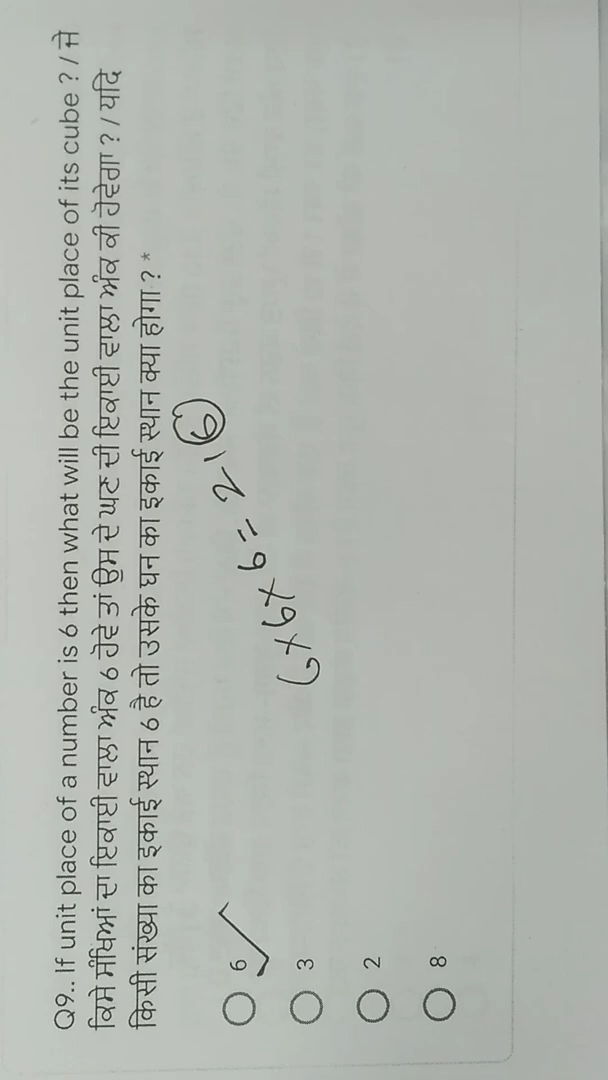 Q9.. If unit place of a number is 6 then what will be the unit place of its cube ? / ਜੇ
ਕਿਸੇ ਸੰਖਿਆਂ ਦਾ ਇਕਾਈ ਵਾਲਾ ਅੰਕ 6 ਹੋਵੇ ਤਾਂ ਉਸ ਦੇ ਘਣ ਦੀ ਇਕਾਈ ਵਾਲਾ ਅੰਕ ਕੀ ਹੋਵੇਗਾ ? / यदि
किसी संख्या का इकाई स्थान 6 है तो उसके घन का इकाई स्थान क्या होगा ? *
6×6×6 = 216
6
3
2
8